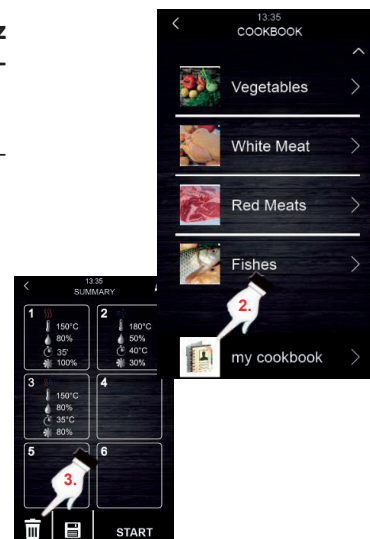 z
13:35
COOKBOOK
Vegetables
White Meat
Red Meats
Fishes
2.
my cookbook
13:35
SUMMARY
1
150°C
80%
35'
100%
2
180°C
50%
40°C
30%
3
150°C
80%
35°C
80%
4
5
6
3.
START